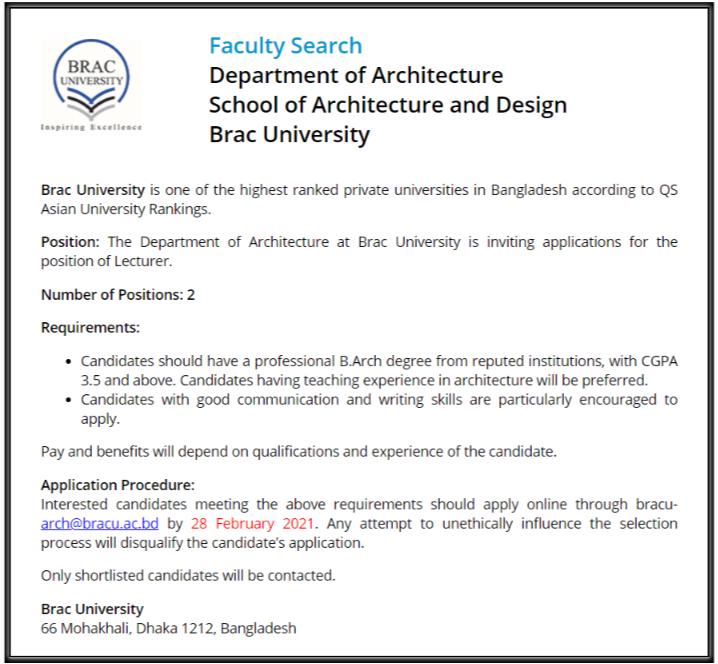 BRAC
UNIVERSITY
Inspiring Excellence
Faculty Search
Department of Architecture
School of Architecture and Design
Brac University
Brac University is one of the highest ranked private universities in Bangladesh according to QS
Asian University Rankings.
Position: The Department of Architecture at Brac University is inviting applications for the
position of Lecturer.
Number of Positions: 2
Requirements:
• Candidates should have a professional B.Arch degree from reputed institutions, with CGPA
3.5 and above. Candidates having teaching experience in architecture will be preferred.
• Candidates with good communication and writing skills are particularly encouraged to
apply.
Pay and benefits will depend on qualifications and experience of the candidate.
Application Procedure:
Interested candidates meeting the above requirements should apply online through bracu-
arch@bracu.ac.bd by 28 February 2021. Any attempt to unethically influence the selection
process will disqualify the candidate's application.
Only shortlisted candidates will be contacted.
Brac University
66 Mohakhali, Dhaka 1212, Bangladesh